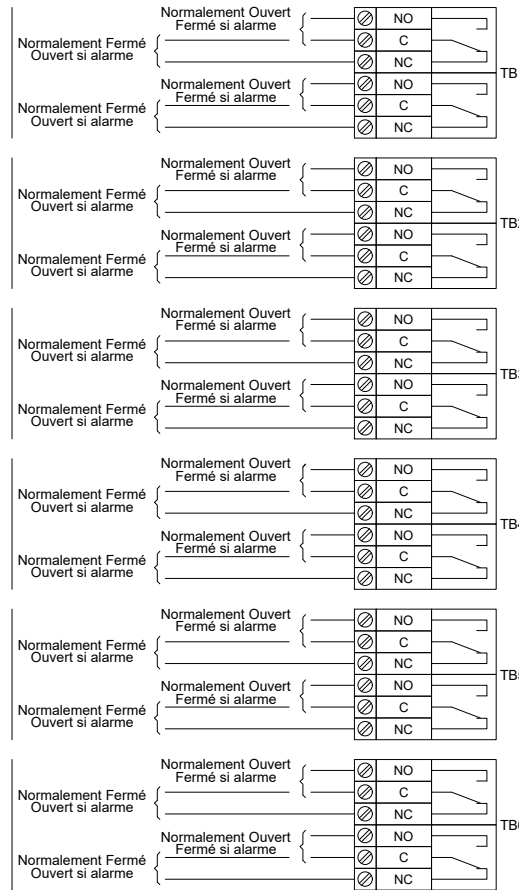 Normalement Ouvert
Fermé si alarme
NO
Normalement Fermé
Ouvert si alarme
C
NC
TB
Normalement Ouvert
Fermé si alarme
NO
Normalement Fermé
Ouvert si alarme
C
NC
Normalement Ouvert
Fermé si alarme
NO
Normalement Fermé
Ouvert si alarme
C
NC
TB2
Normalement Ouvert
Fermé si alarme
NO
Normalement Fermé
Ouvert si alarme
C
NC
Normalement Ouvert
Fermé si alarme
NO
Normalement Fermé
Ouvert si alarme
C
NC
TB3
Normalement Ouvert
Fermé si alarme
NO
Normalement Fermé
Ouvert si alarme
C
NC
Normalement Ouvert
Fermé si alarme
NO
Normalement Fermé
Ouvert si alarme
C
NC
TB4
Normalement Ouvert
Fermé si alarme
NO
Normalement Fermé
Ouvert si alarme
C
NC
Normalement Ouvert
Fermé si alarme
NO
Normalement Fermé
Ouvert si alarme
C
NC
TB5
Normalement Ouvert
Fermé si alarme
NO
Normalement Fermé
Ouvert si alarme
C
NC
Normalement Ouvert
Fermé si alarme
NO
Normalement Fermé
Ouvert si alarme
C
NC
TB6
Normalement Ouvert
Fermé si alarme
NO
Normalement Fermé
Ouvert si alarme
C
NC